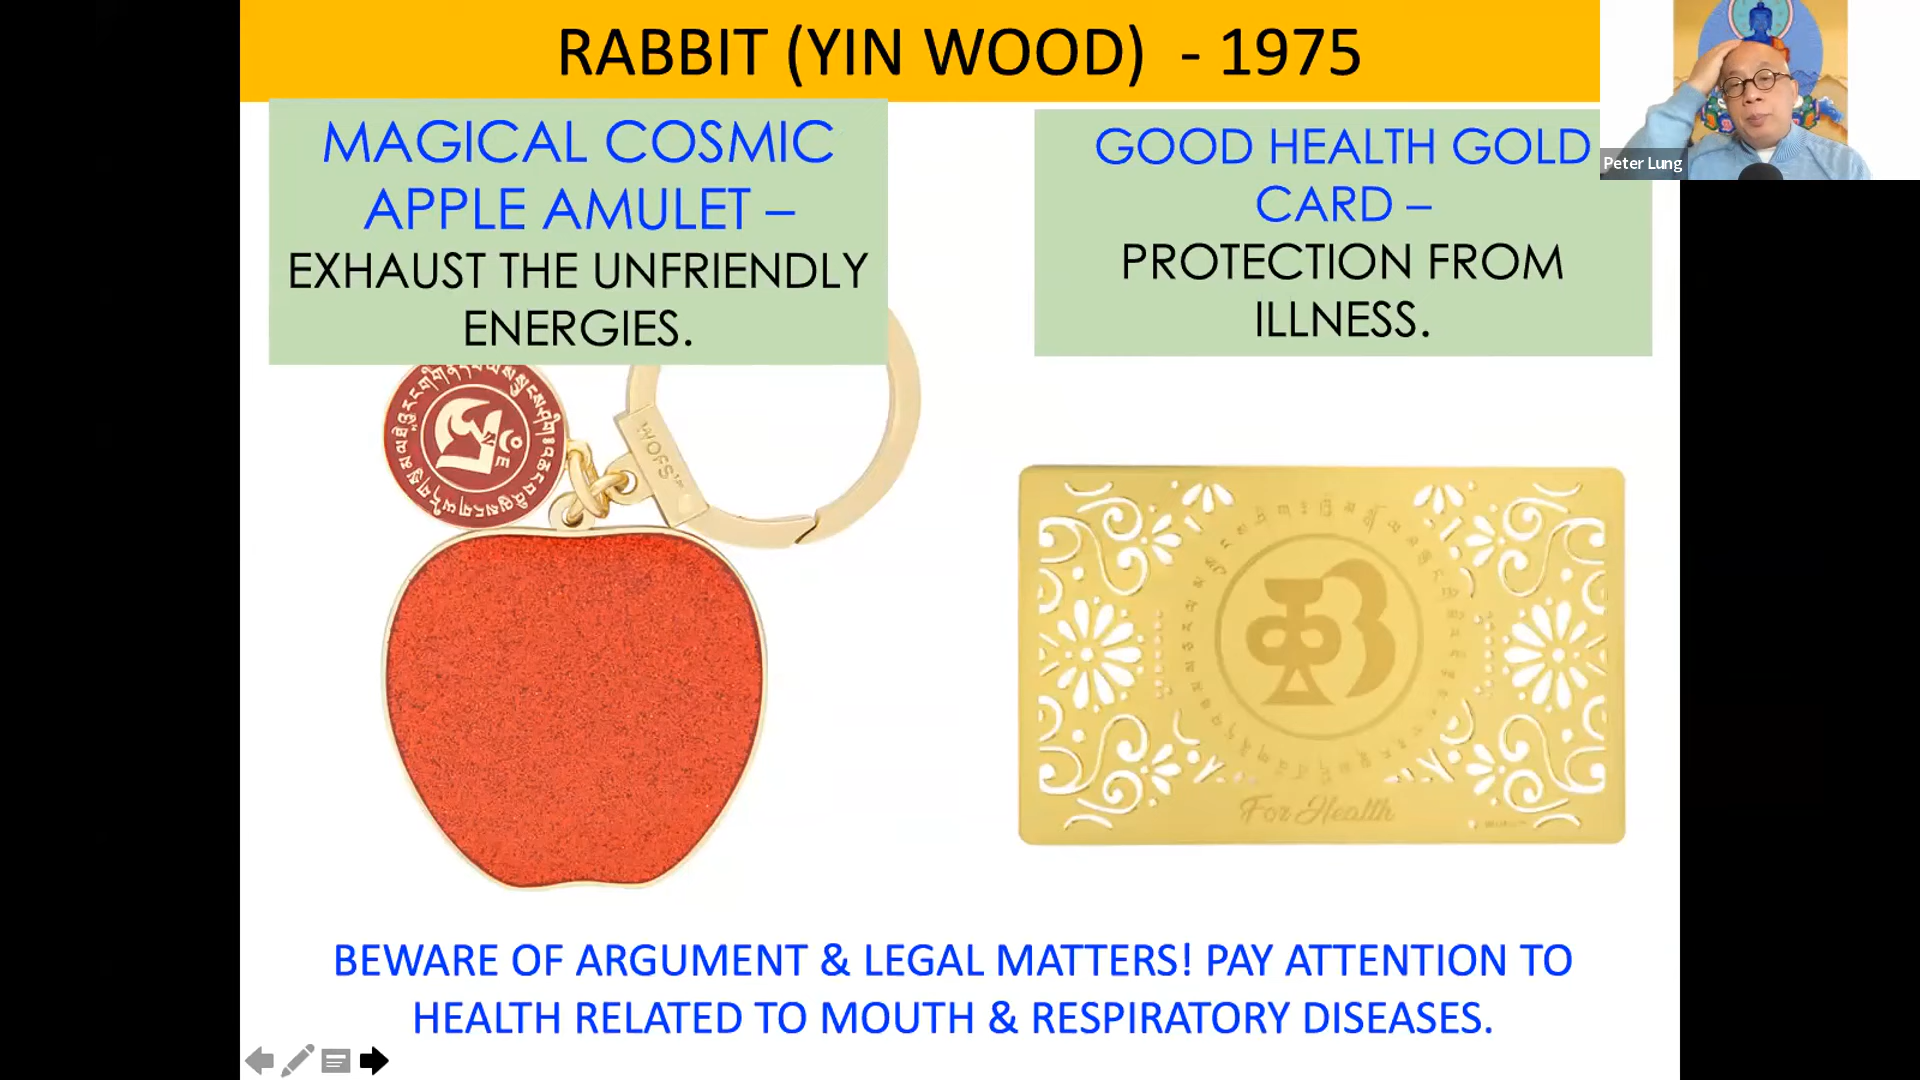 RABBIT (YIN WOOD) - 1975
MAGICAL COSMIC
APPLE AMULET –
EXHAUST THE UNFRIENDLY
ENERGIES.
GOOD HEALTH GOLD
CARD –
PROTECTION FROM
ILLNESS.
Peter Lung
WOFS™
For Health
BEWARE OF ARGUMENT & LEGAL MATTERS! PAY ATTENTION TO
HEALTH RELATED TO MOUTH & RESPIRATORY DISEASES.